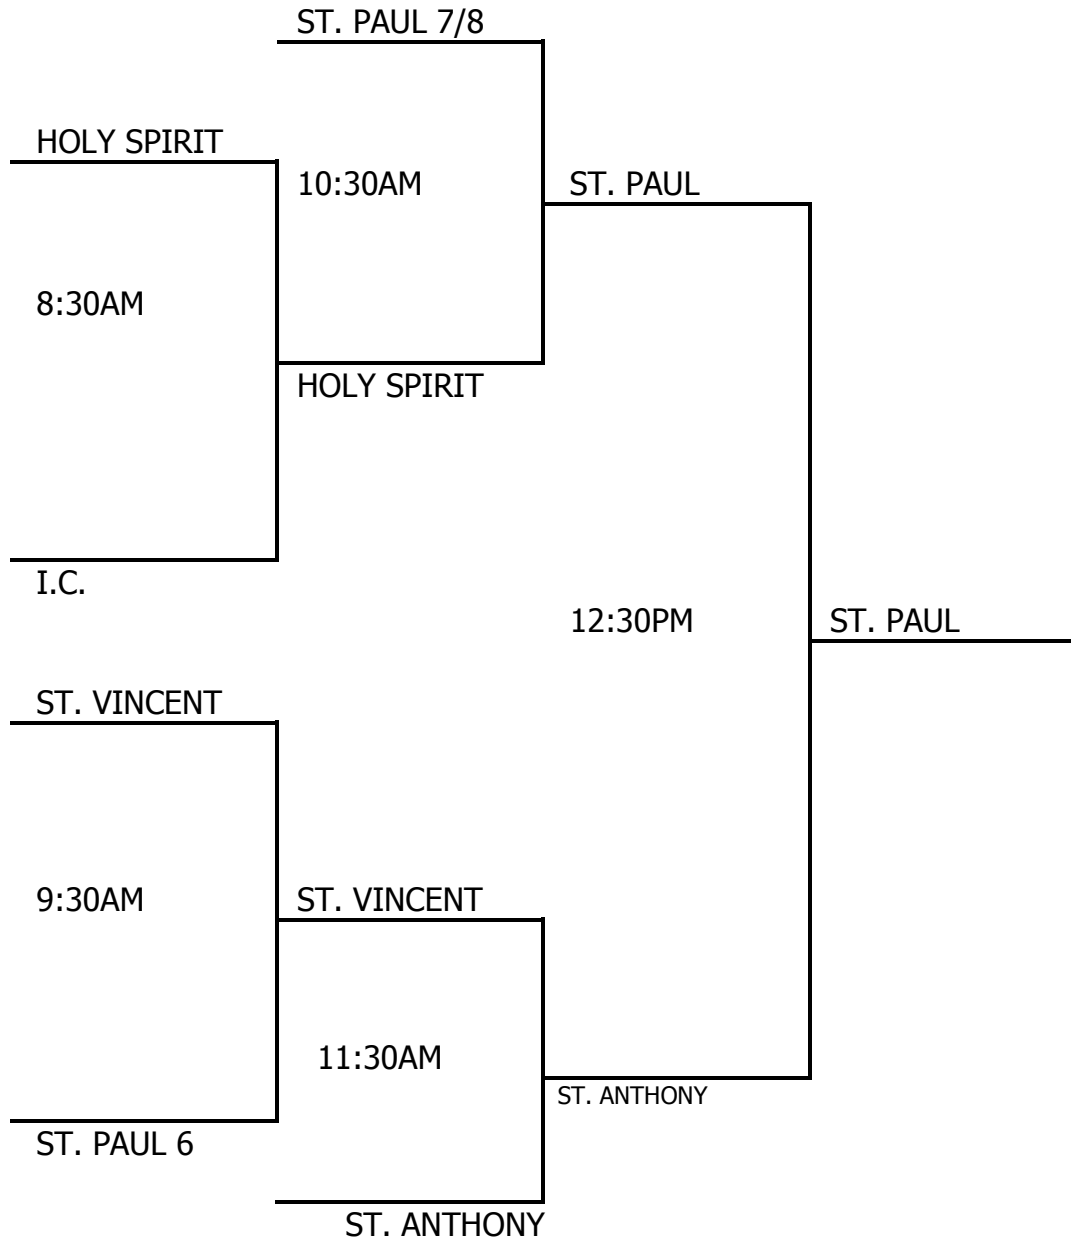 ST. PAUL 7/8
HOLY SPIRIT
10:30AM
ST. PAUL
8:30AM
HOLY SPIRIT
I.C.
12:30PM
ST. PAUL
ST. VINCENT
9:30AM
ST. VINCENT
11:30AM
ST. ANTHONY
ST. PAUL 6
ST. ANTHONY